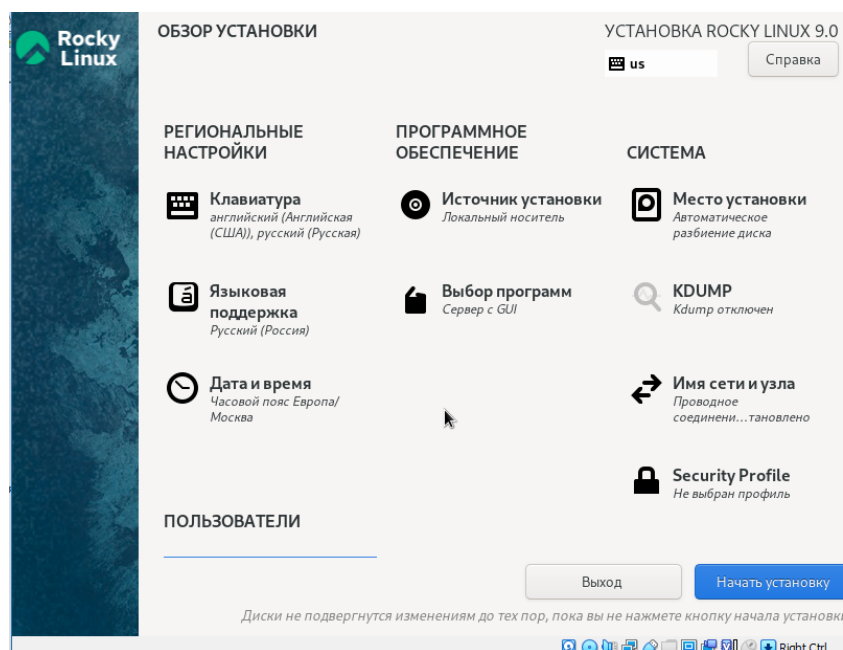 Rocky
Linux
ОБЗОР УСТАНОВКИ
УСТАНОВКА ROCKY LINUX 9.0
us
Справка
РЕГИОНАЛЬНЫЕ
НАСТРОЙКИ
Клавиатура
английский (Английская
(США)), русский (Русская)
Языковая
поддержка
Русский (Россия)
Дата и время
Часовой пояс Европа/
Москва
ПРОГРАММНОЕ
ОБЕСПЕЧЕНИЕ
Источник установки
Локальный носитель
Выбор программ
Сервер с GUI
СИСТЕМА
Место установки
Автоматическое
разбиение диска
KDUMP
Kdump отключен
Имя сети и узла
Проводное
соединени...тановлено
Security Profile
Не выбран профиль
ПОЛЬЗОВАТЕЛИ
Выход
Начать установку
Диски не подвергнутся изменениям до тех пор, пока вы не нажмете кнопку начала установки
Right Ctrl